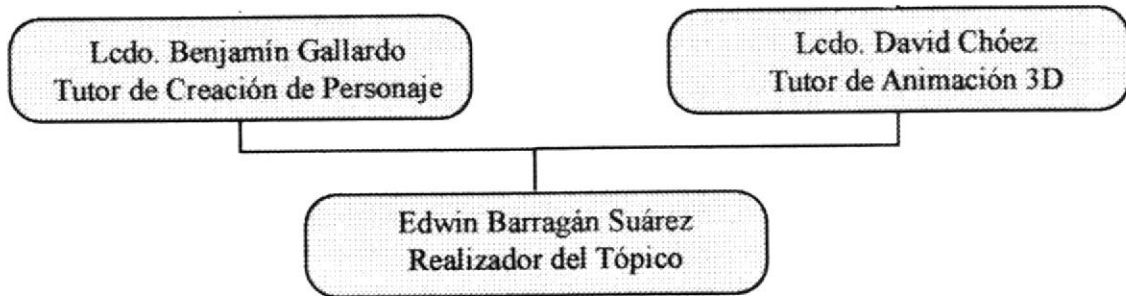 Lcdo. Benjamín Gallardo
Tutor de Creación de Personaje
Lcdo. David Chóez
Tutor de Animación 3D
Edwin Barragán Suárez
Realizador del Tópico